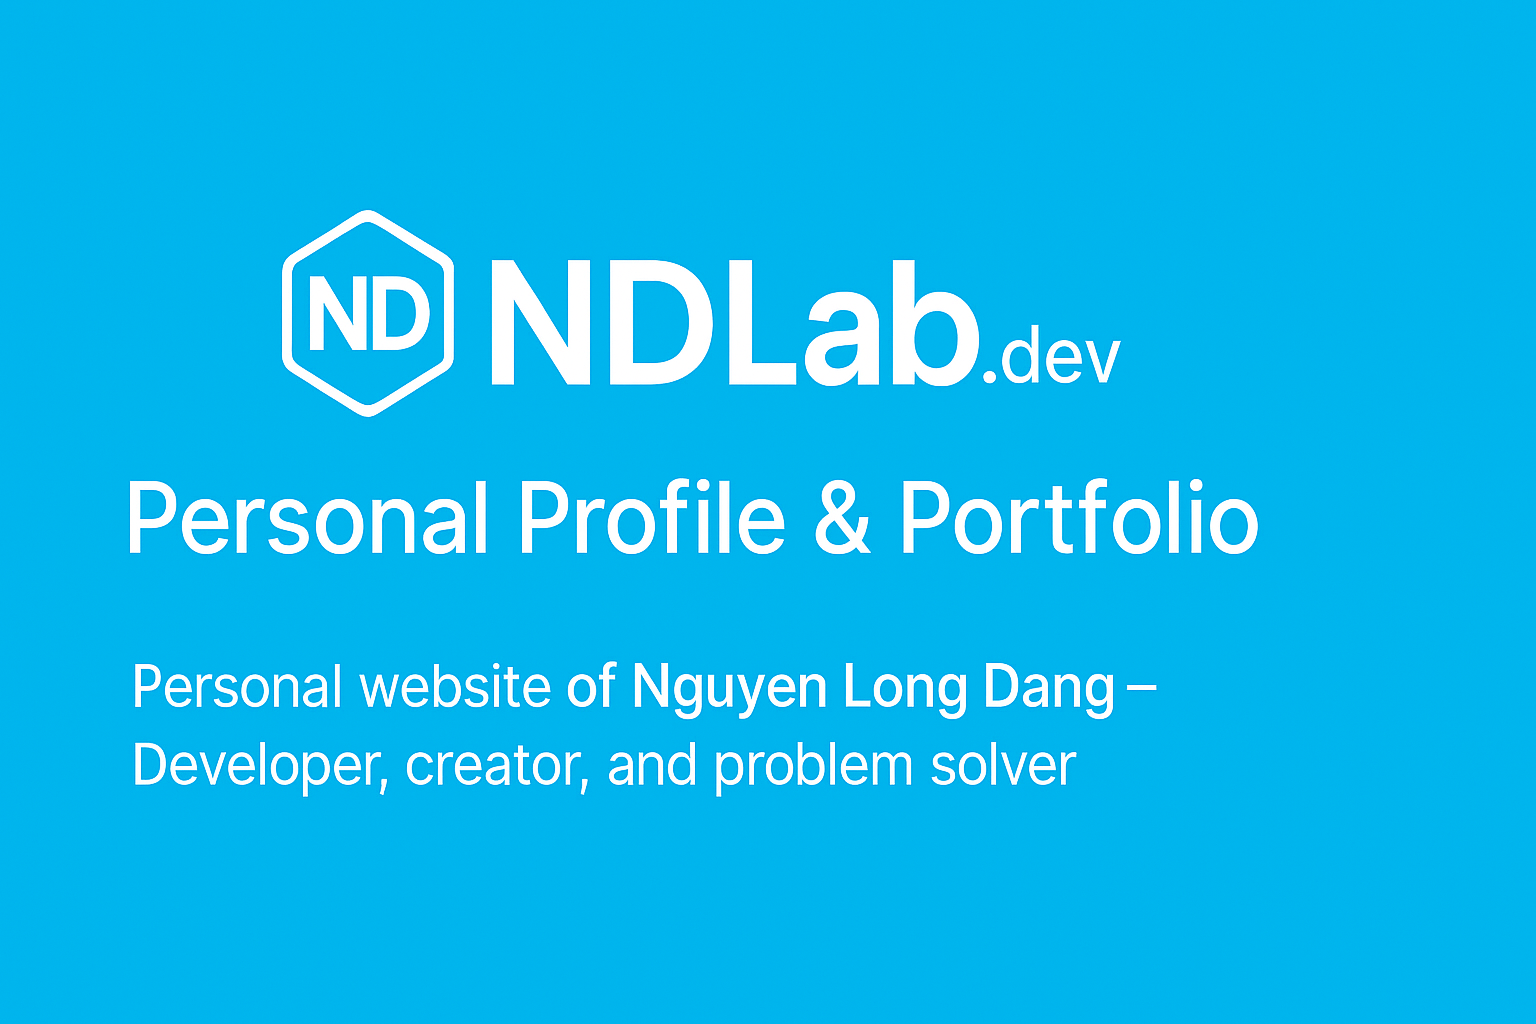 ND NDLab.dev
Personal Profile & Portfolio
Personal website of Nguyen Long Dang –
Developer, creator, and problem solver